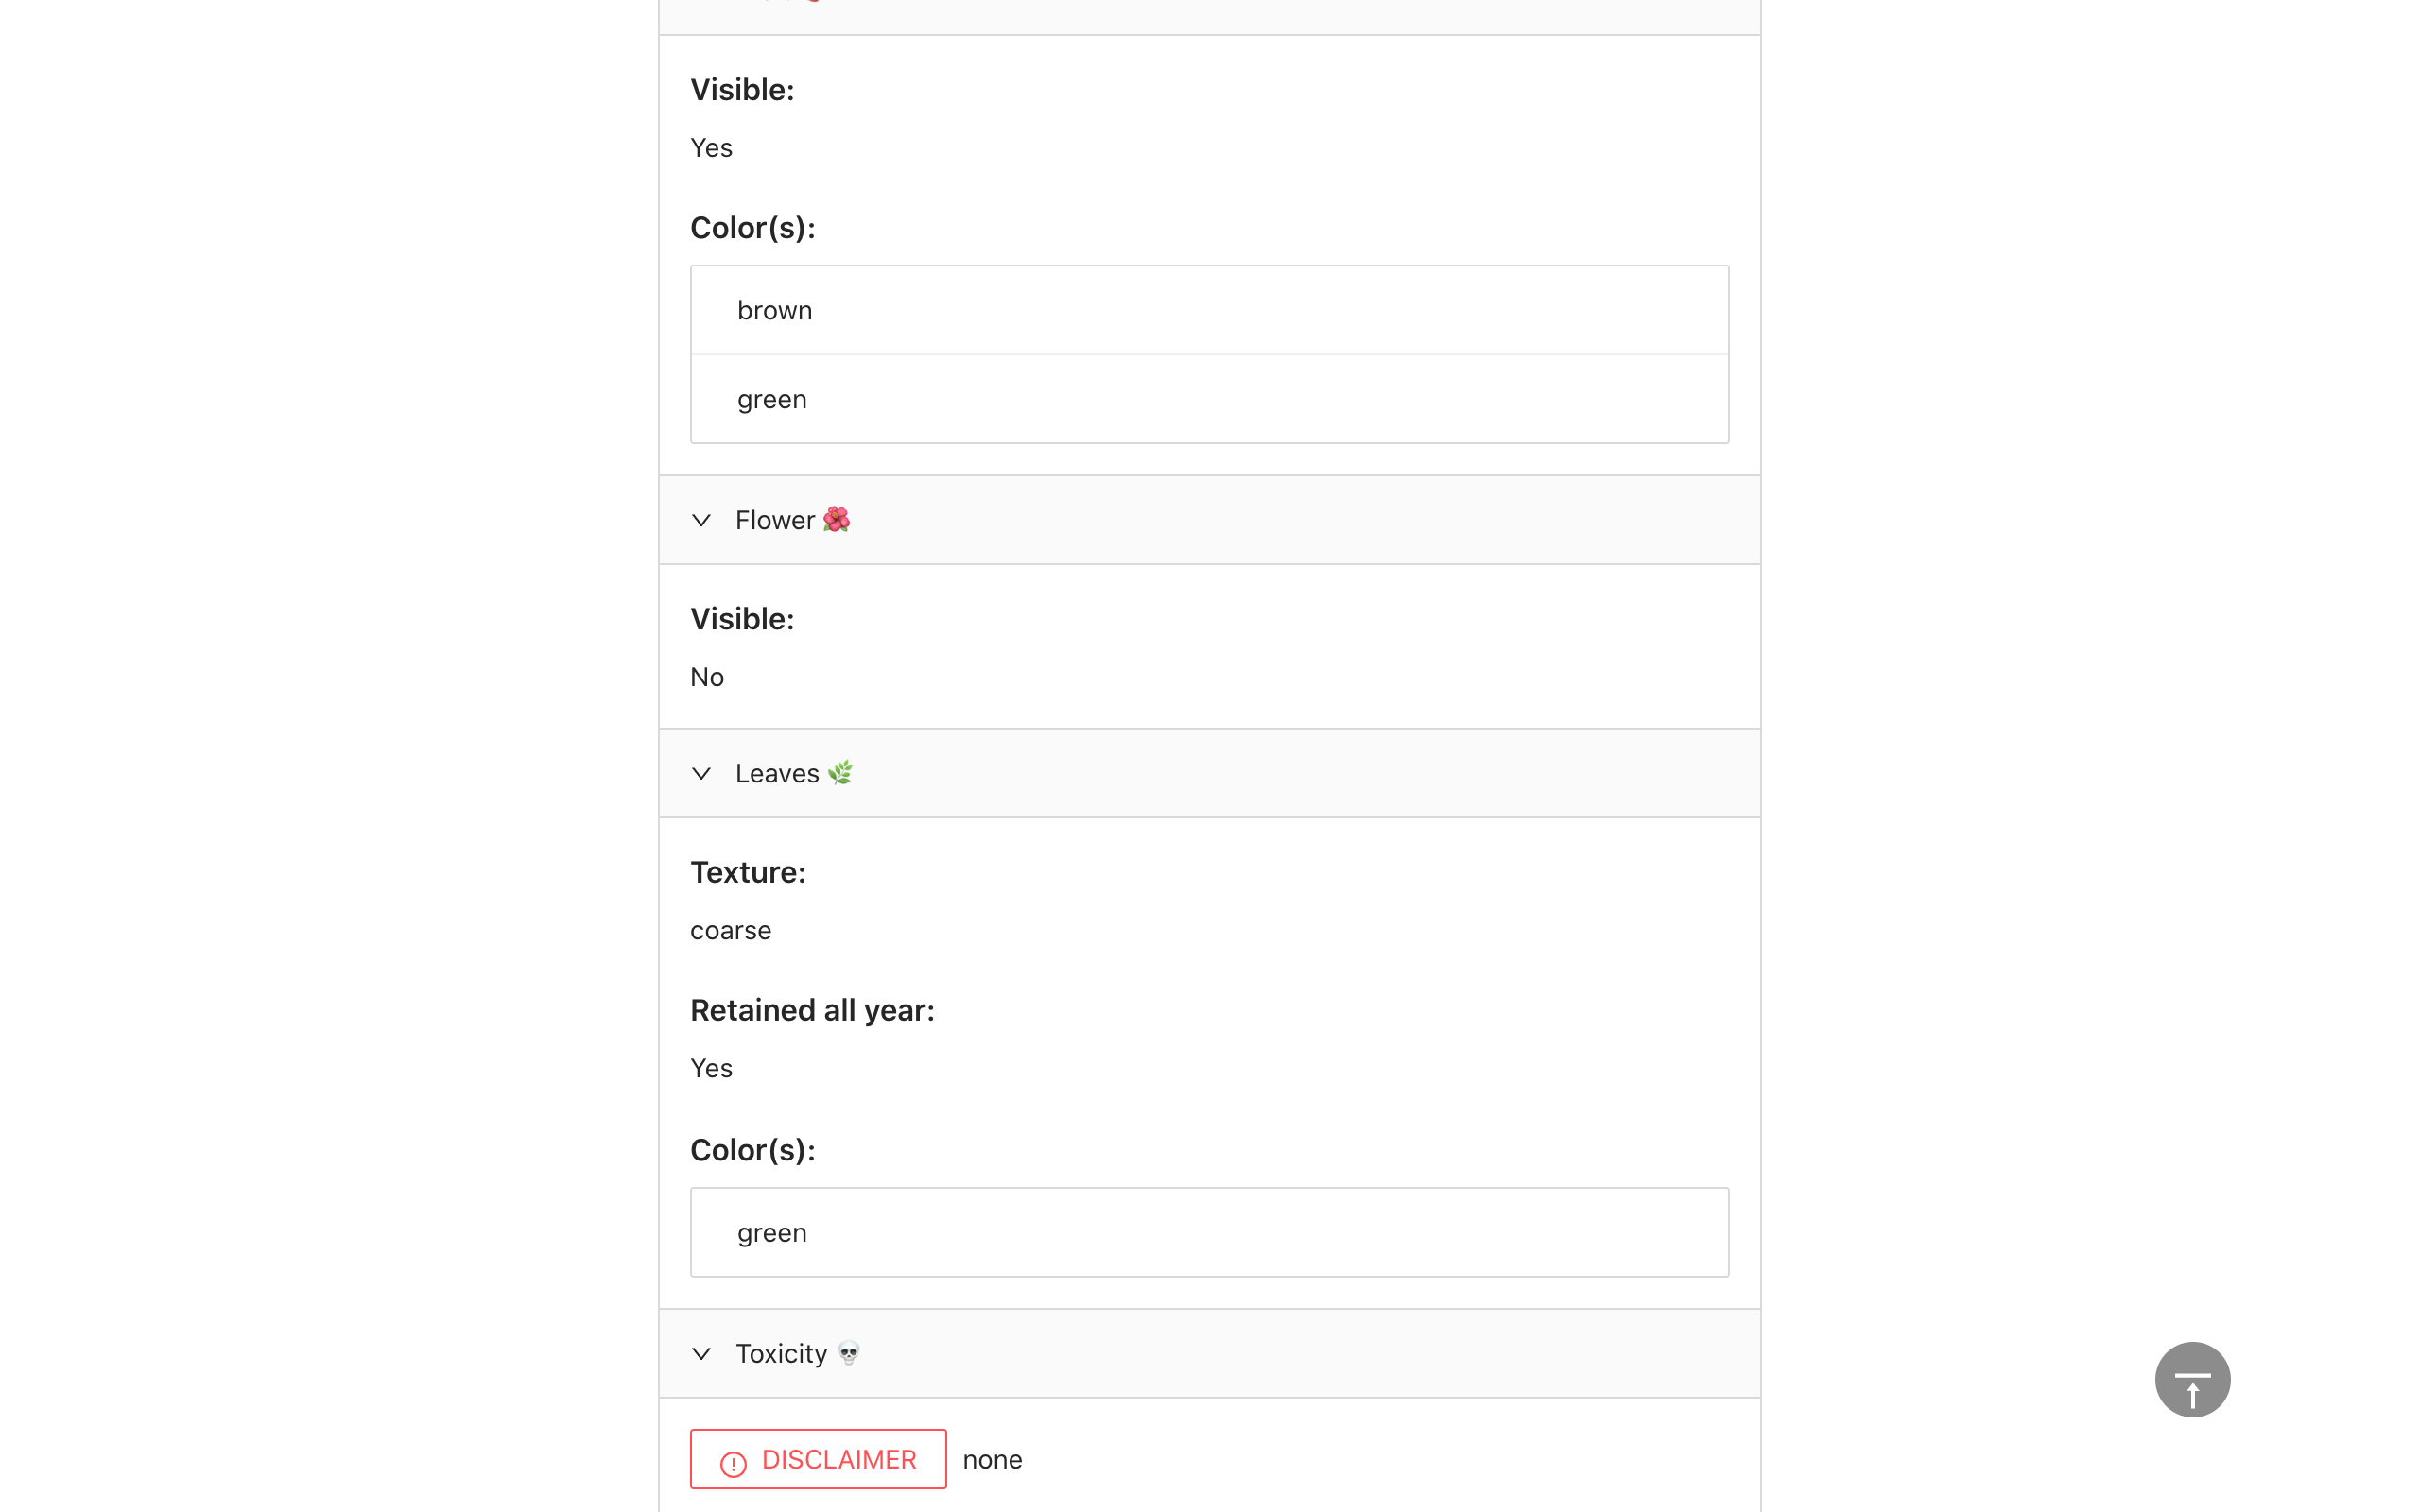 Visible:
Yes
Color(s):
brown
green
Flower 🌺
Visible:
No
Leaves 🌿
Texture:
coarse
Retained all year:
Yes
Color(s):
green
Toxicity 💀
DISCLAIMER none